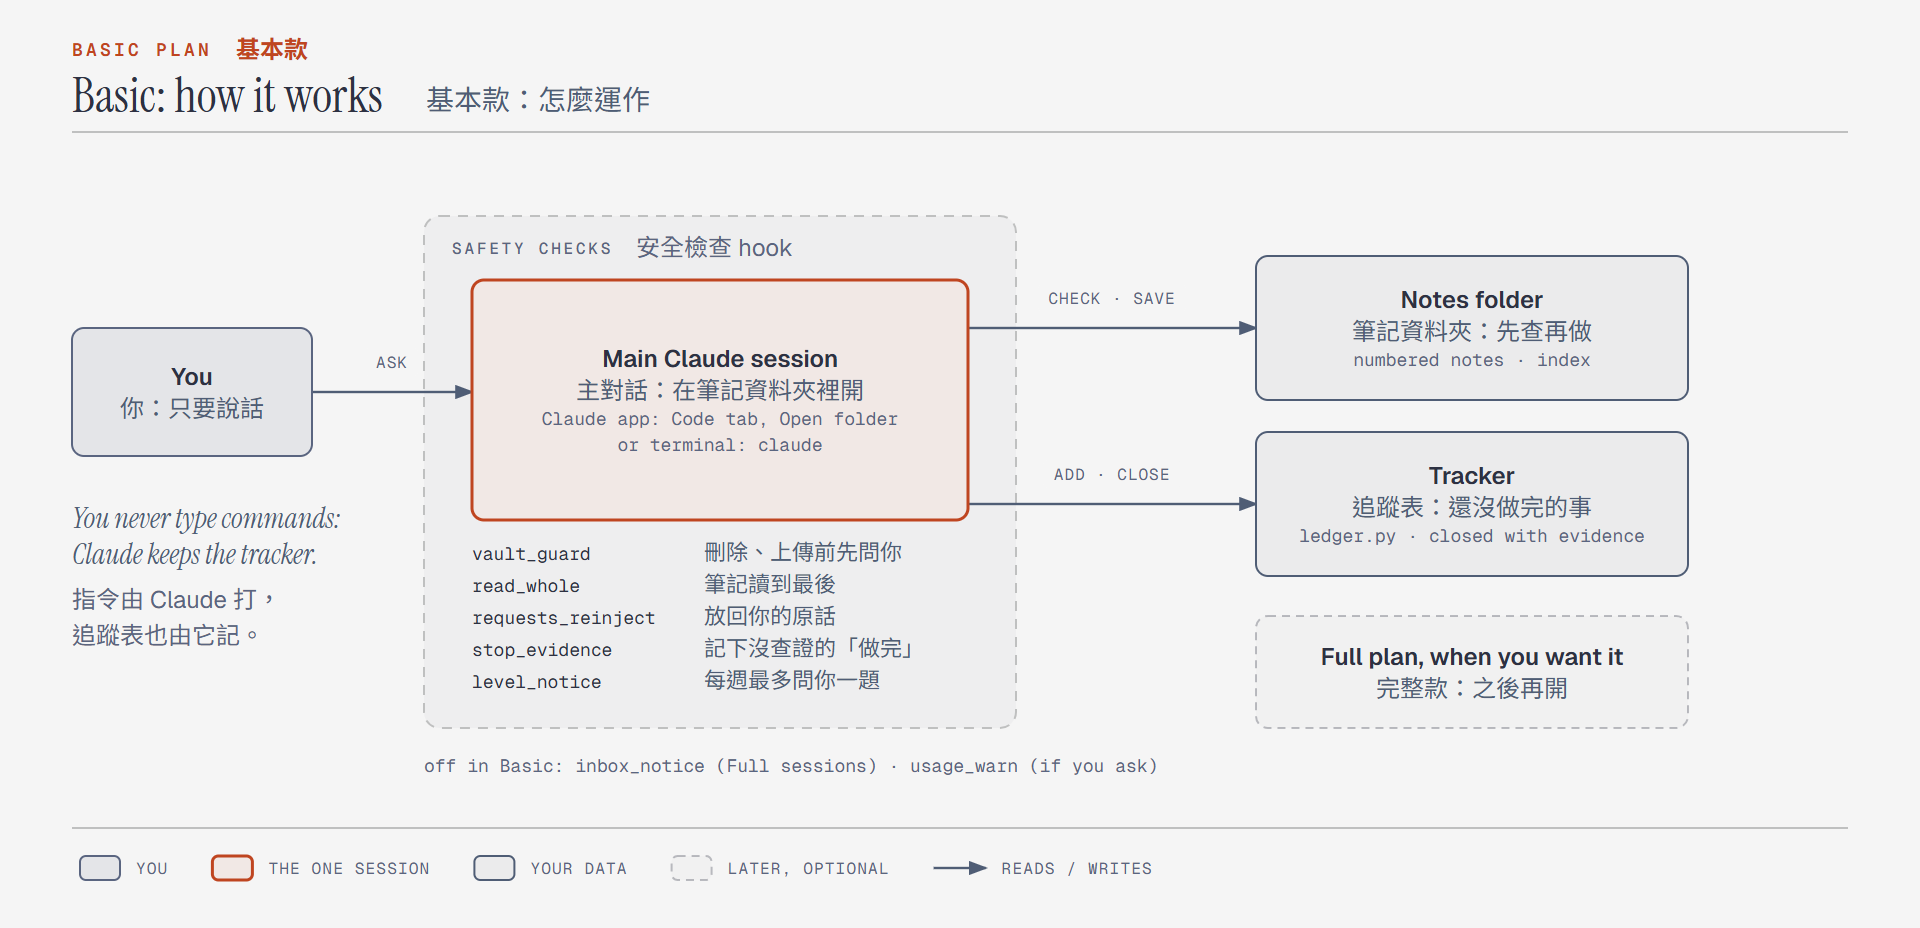 BASIC PLAN 基本款
Basic: how it works 基本款：怎麼運作
SAFETY CHECKS 安全檢查 hook
You
你：只要說話
ASK
Main Claude session
主對話：在筆記資料夾裡開
Claude app: Code tab, Open folder
or terminal: claude
CHECK · SAVE
Notes folder
筆記資料夾：先查再做
numbered notes · index
ADD · CLOSE
Tracker
追蹤表：還沒做完的事
ledger.py · closed with evidence
You never type commands:
Claude keeps the tracker.
指令由 Claude 打，
追蹤表也由它記。
vault_guard 刪除、上傳前先問你
read_whole 筆記讀到最後
requests_reinject 放回你的原話
stop_evidence 記下沒查證的「做完」
level_notice 每週最多問你一題
Full plan, when you want it
完整款：之後再開
off in Basic: inbox_notice (Full sessions) · usage_warn (if you ask)
YOU
THE ONE SESSION
YOUR DATA
LATER, OPTIONAL
READS / WRITES